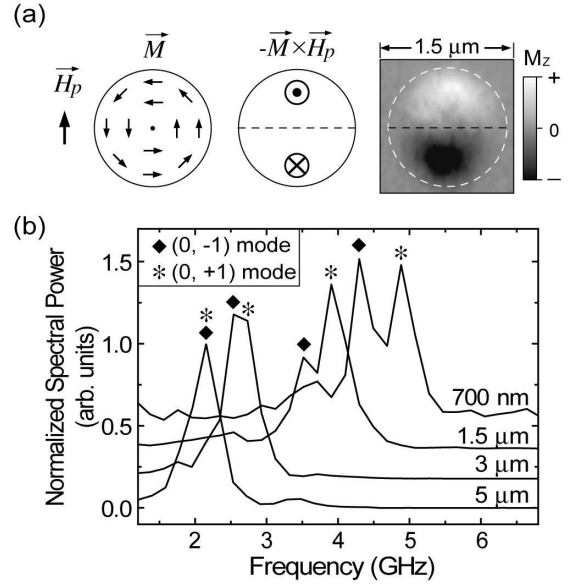 (a)
M
-M×Hp
1.5 μm
Hp
Mz
+
0
−
(b)
◆ (0, -1) mode
* (0, +1) mode
Normalized Spectral Power
(arb. units)
1.5
1.0
0.5
0.0
700 nm
1.5 μm
3 μm
5 μm
2 3 4 5 6
Frequency (GHz)